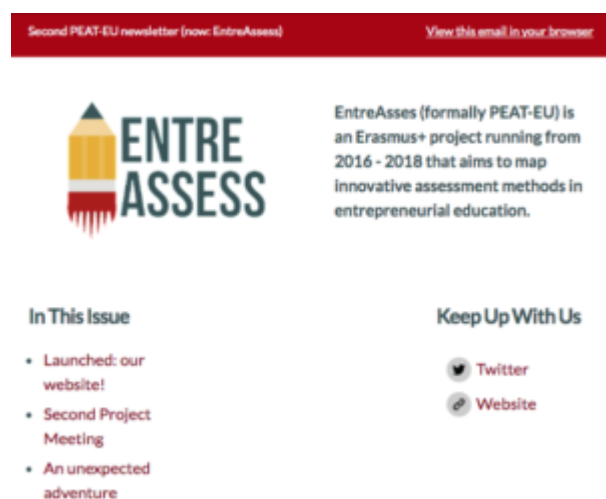 Second PEAT-EU newsletter (now: EntreAssess)
View this email in your browser
ENTRE
ASSESS
EntreAsses (formally PEAT-EU) is
an Erasmus+ project running from
2016 - 2018 that aims to map
innovative assessment methods in
entrepreneurial education.
In This Issue
• Launched: our
website!
• Second Project
Meeting
• An unexpected
adventure
Keep Up With Us
Twitter
Website